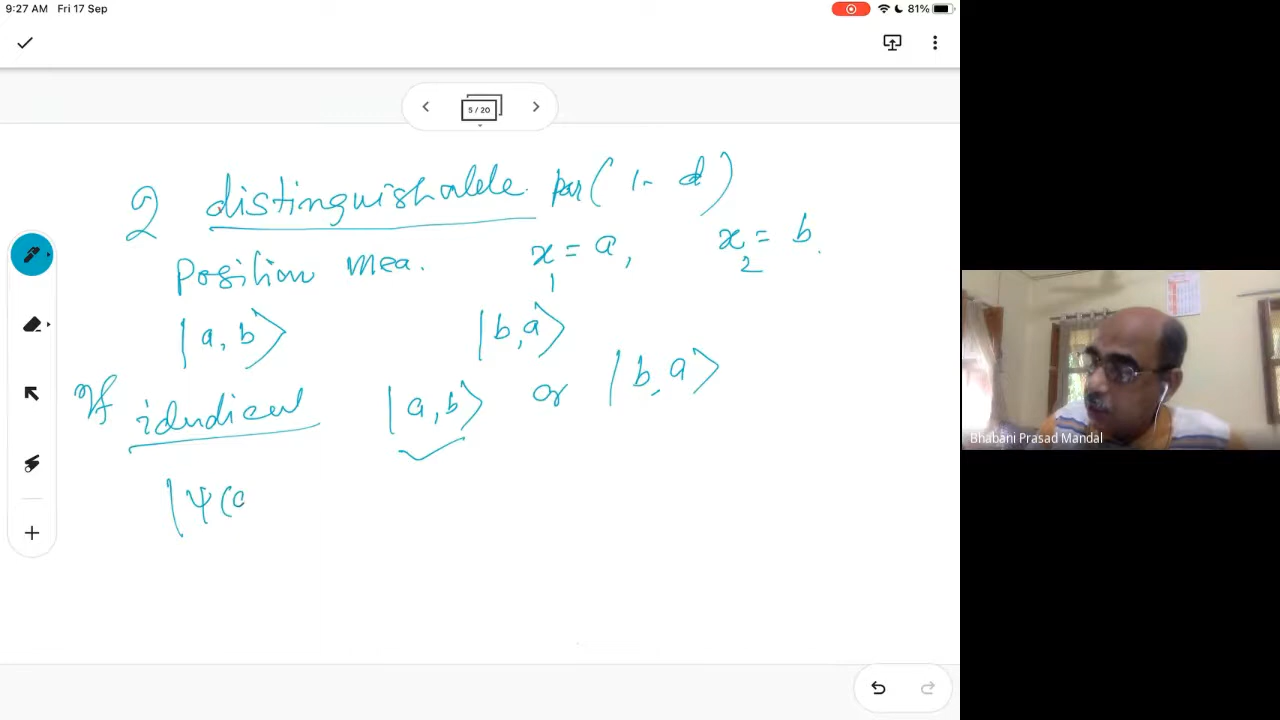 9:27 AM Fri 17 Sep
81%
5 / 20
2 distinguishable par (1-d)
Position mea. x₁ = a, x₂ = b.
|a, b⟩ |b, a⟩
If identical |a, b⟩ or |b, a⟩
|ψ(a
Bhabani Prasad Mandal